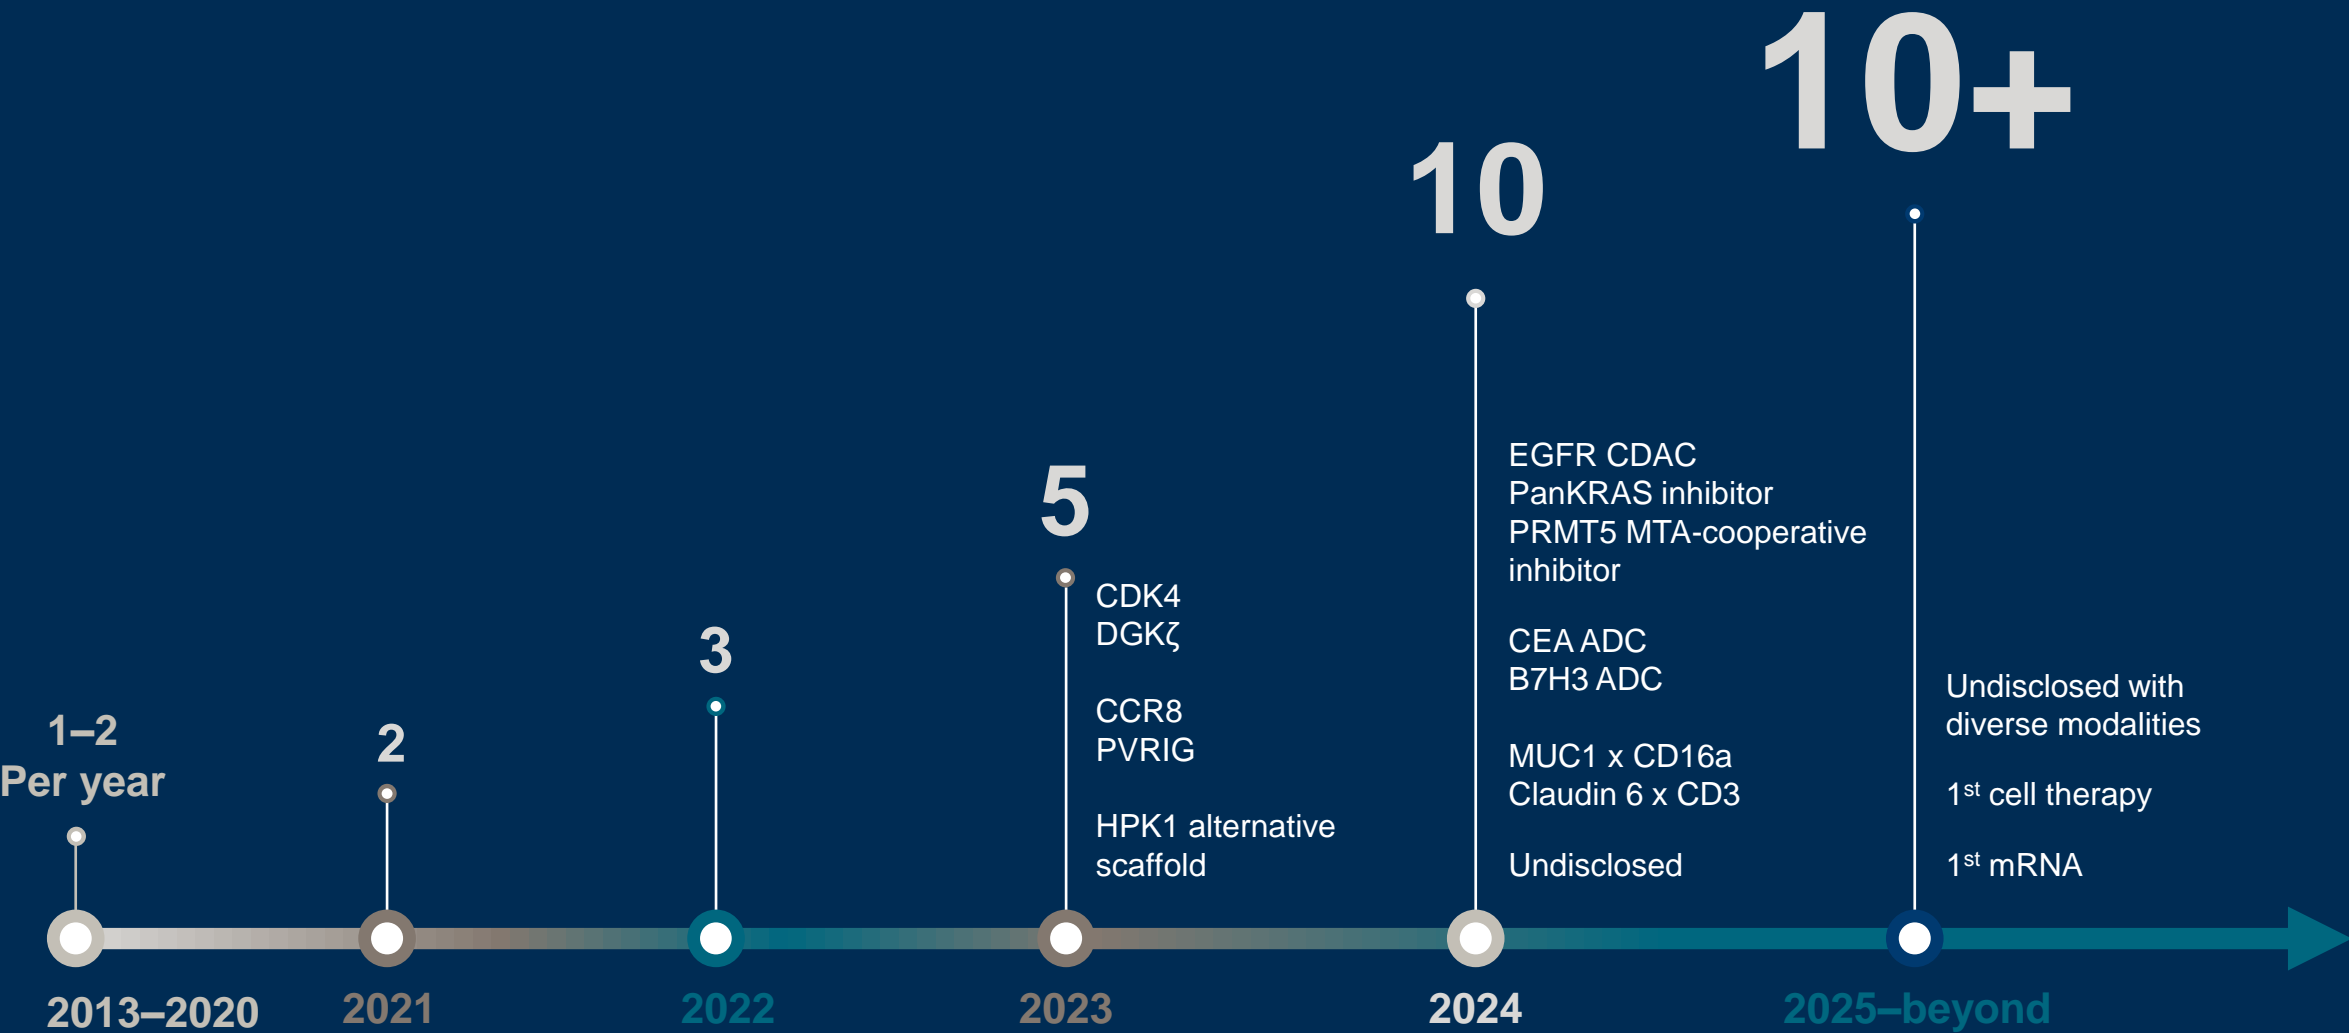 1–2
Per year
2013–2020
2
2021
3
2022
5
CDK4
DGKζ
CCR8
PVRIG
HPK1 alternative
scaffold
2023
10
EGFR CDAC
PanKRAS inhibitor
PRMT5 MTA-cooperative
inhibitor
CEA ADC
B7H3 ADC
MUC1 x CD16a
Claudin 6 x CD3
Undisclosed
2024
10+
Undisclosed with
diverse modalities
1st cell therapy
1st mRNA
2025–beyond